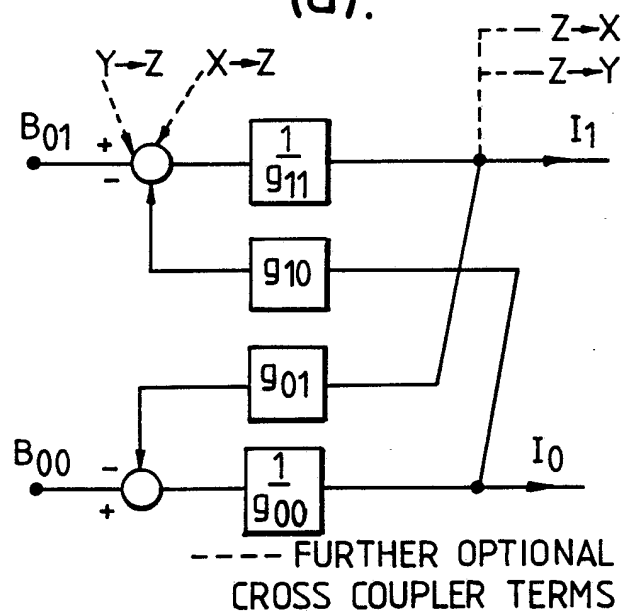 (d).
Y→Z X→Z Z→X
Z→Y
B01 + − 1/g11 I1
g10
g01
B00 − + 1/g00 I0
---- FURTHER OPTIONAL
CROSS COUPLER TERMS